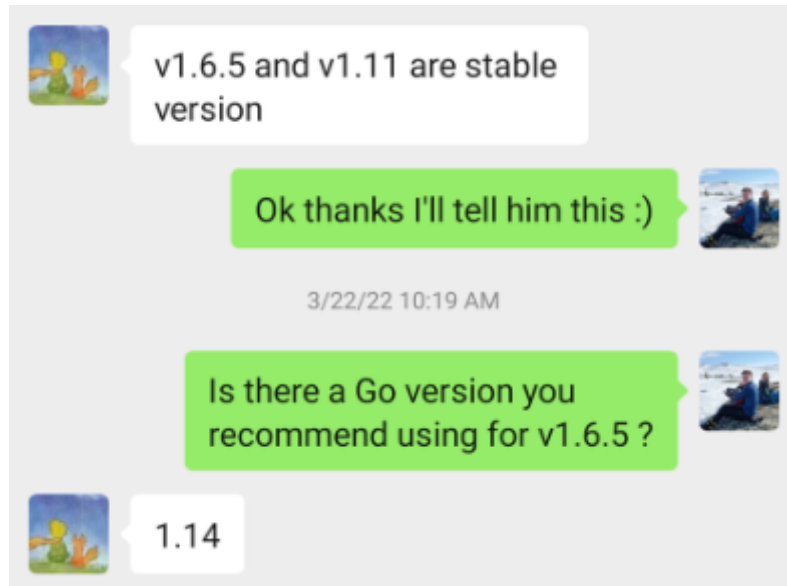 v1.6.5 and v1.11 are stable
version
Ok thanks I'll tell him this :)
3/22/22 10:19 AM
Is there a Go version you
recommend using for v1.6.5 ?
1.14